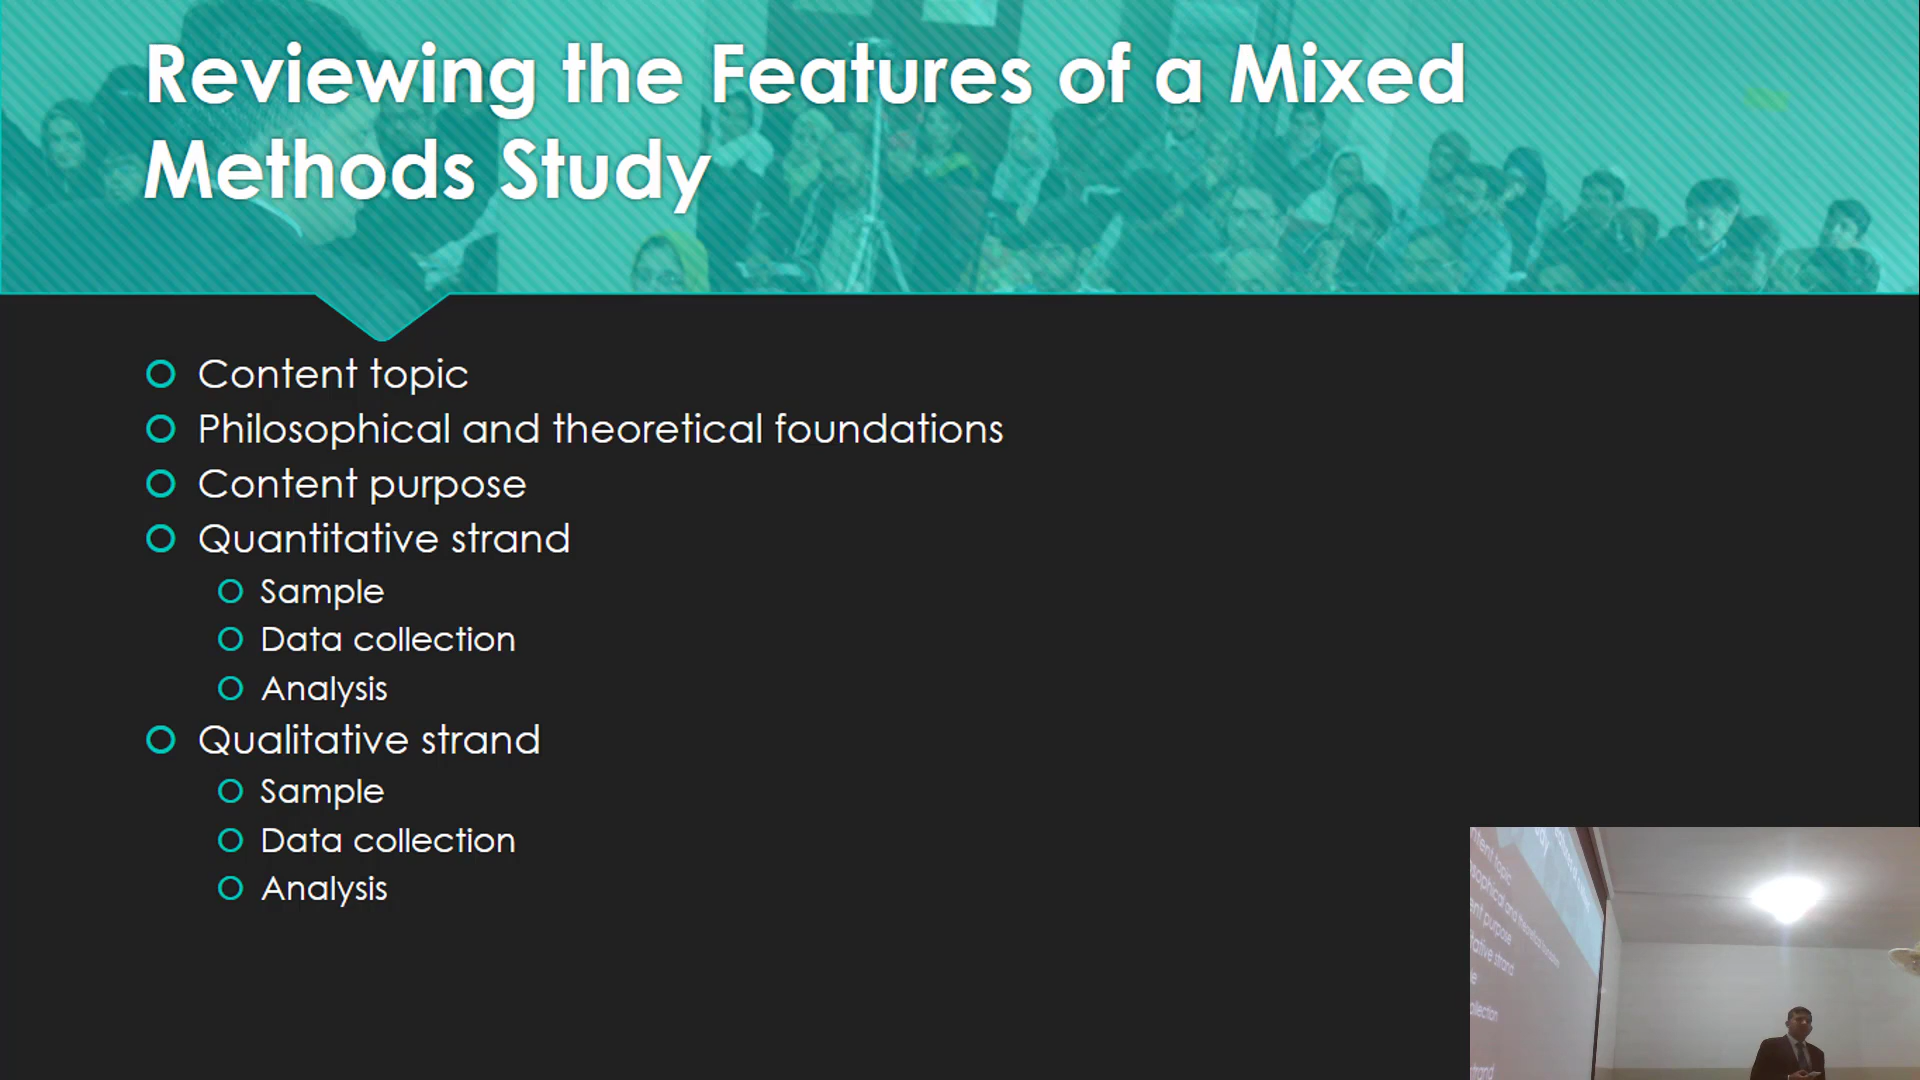 Reviewing the Features of a Mixed
Methods Study
Content topic
Philosophical and theoretical foundations
Content purpose
Quantitative strand
Sample
Data collection
Analysis
Qualitative strand
Sample
Data collection
Analysis